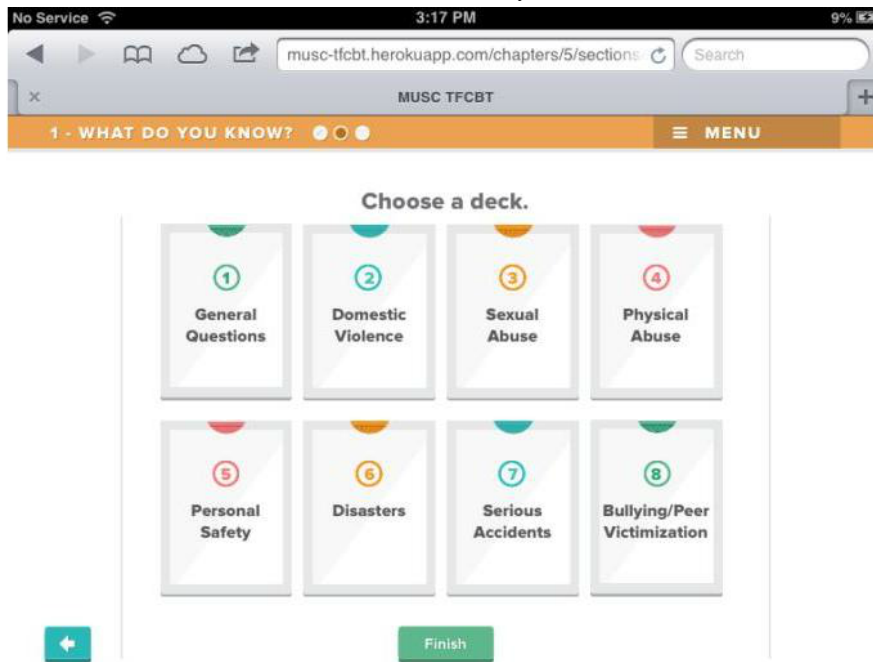 No Service 3:17 PM 9%
musc-tfcbt.herokuapp.com/chapters/5/sections Search
MUSC TFCBT
1 - WHAT DO YOU KNOW? MENU
Choose a deck.
1 2 3 4
General Domestic Sexual Physical
Questions Violence Abuse Abuse
5 6 7 8
Personal Disasters Serious Bullying/Peer
Safety Accidents Victimization
Finish